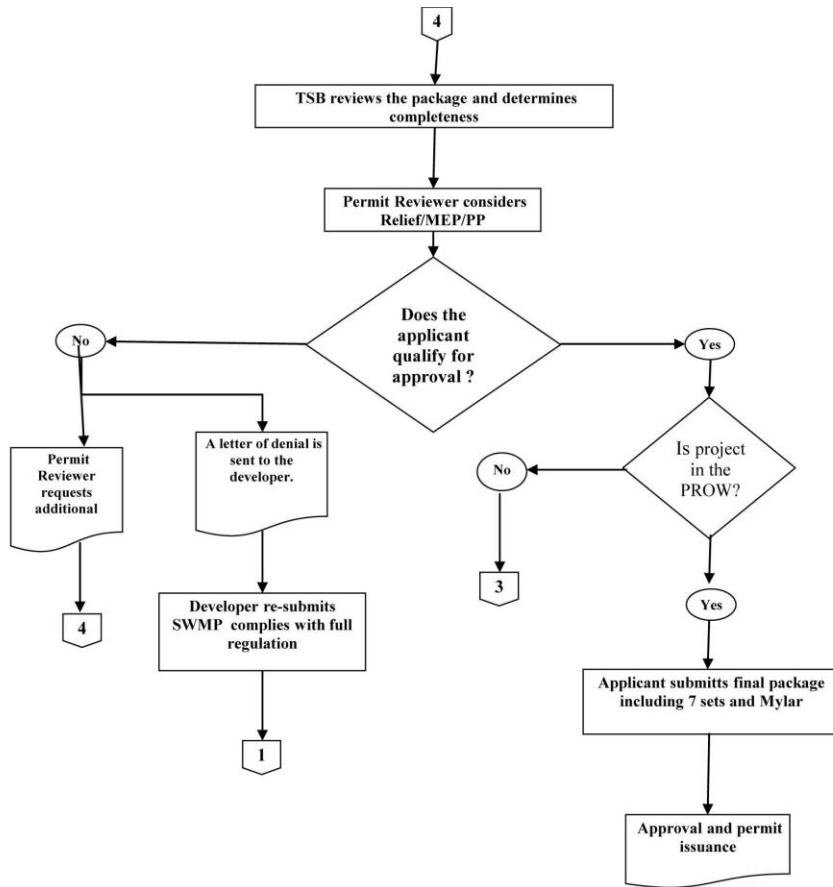 4
TSB reviews the package and determines
completeness
Permit Reviewer considers
Relief/MEP/PP
Does the
applicant
qualify for
approval ?
No
Yes
A letter of denial is
sent to the
developer.
Permit
Reviewer
requests
additional
Is project
in the
PROW?
No
3
Yes
4
Developer re-submits
SWMP complies with full
regulation
1
Applicant submits final package
including 7 sets and Mylar
Approval and permit
issuance